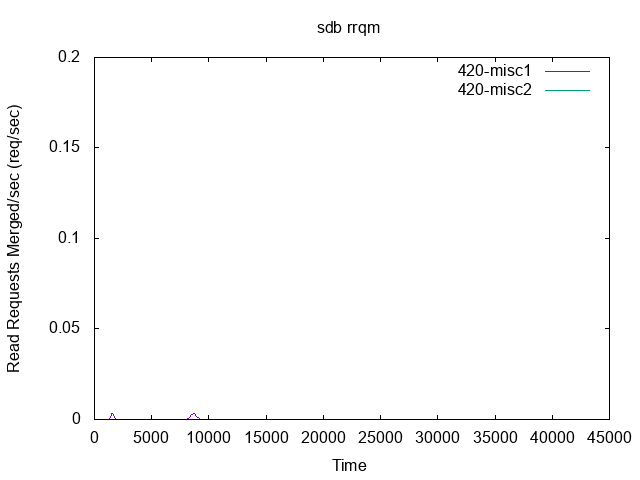 sdb rrqm
0.2
420-misc1
420-misc2
0.15
Read Requests Merged/sec (req/sec)
0.1
0.05
0
0 5000 10000 15000 20000 25000 30000 35000 40000 45000
Time